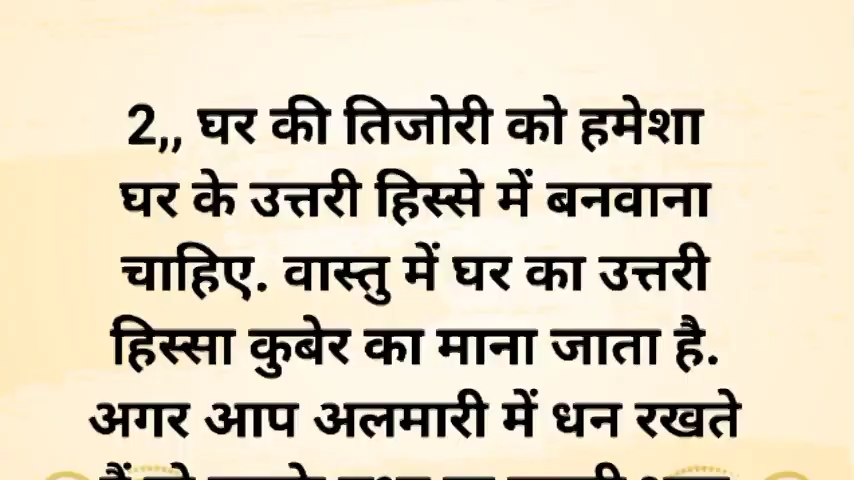 2,, घर की तिजोरी को हमेशा
घर के उत्तरी हिस्से में बनवाना
चाहिए. वास्तु में घर का उत्तरी
हिस्सा कुबेर का माना जाता है.
अगर आप अलमारी में धन रखते